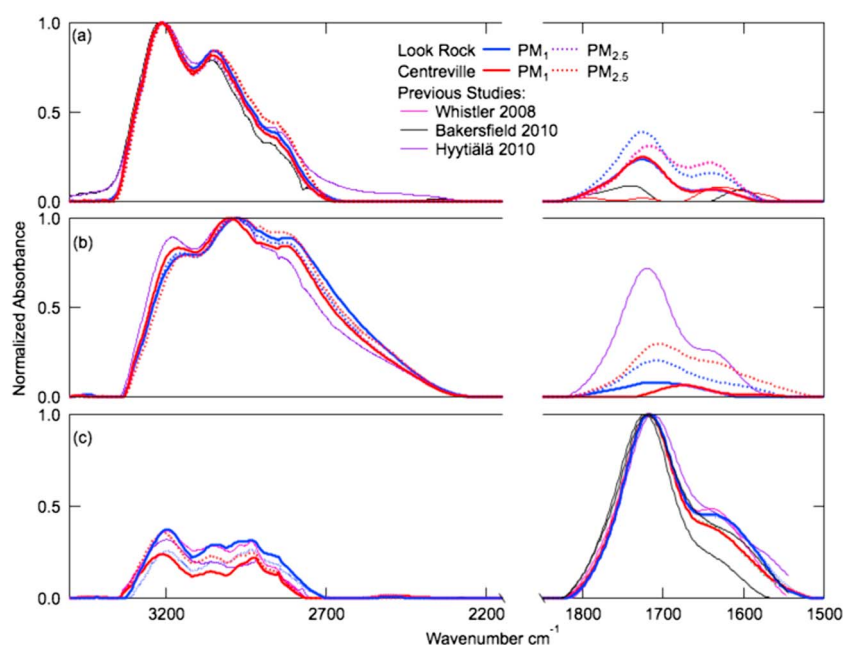 1.0
(a)
Look Rock PM1 PM2.5
Centreville PM1 PM2.5
Previous Studies:
Whistler 2008
Bakersfield 2010
Hyytiälä 2010
0.5
0.0
1.0
(b)
0.5
0.0
1.0
(c)
0.5
0.0
Normalized Absorbance
3200 2700 2200 1800 1700 1600 1500
Wavenumber cm-1